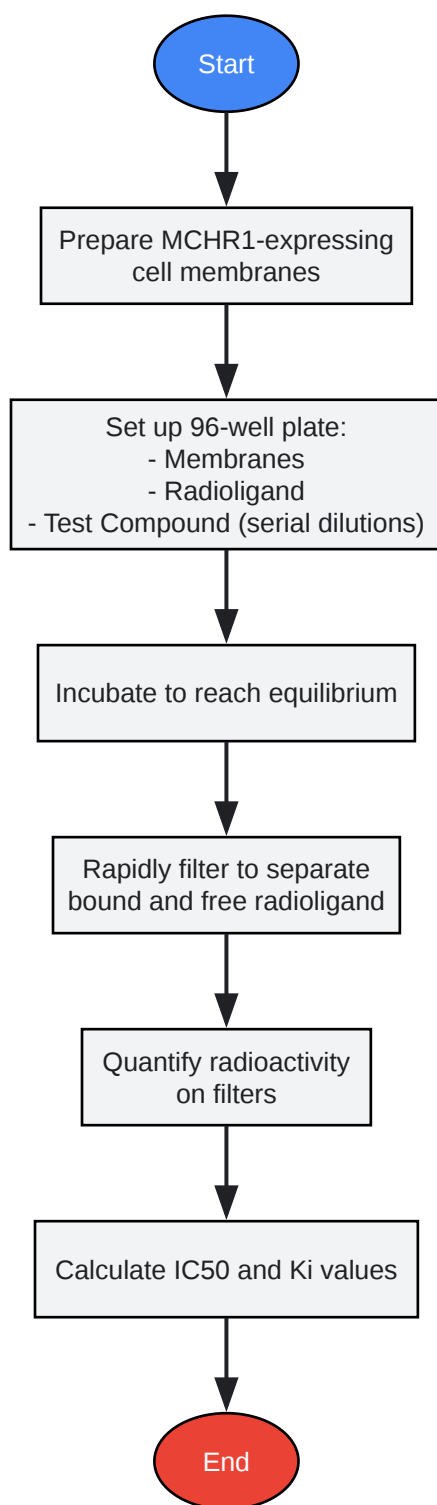 Start
Prepare MCHR1-expressing
cell membranes
Set up 96-well plate:
- Membranes
- Radioligand
- Test Compound (serial dilutions)
Incubate to reach equilibrium
Rapidly filter to separate
bound and free radioligand
Quantify radioactivity
on filters
Calculate IC50 and Ki values
End